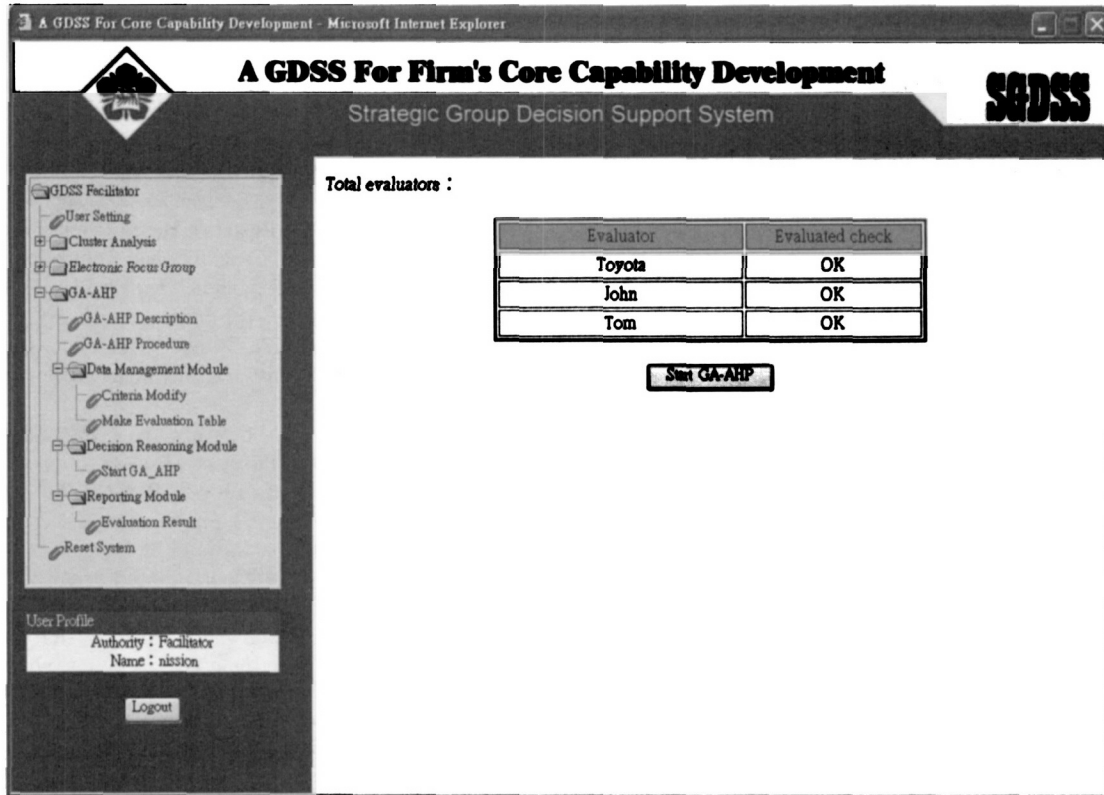 A GDSS For Core Capability Development - Microsoft Internet Explorer
A GDSS For Firm's Core Capability Development
SGDSS
Strategic Group Decision Support System
GDSS Facilitator
User Setting
Cluster Analysis
Electronic Focus Group
GA-AHP
GA-AHP Description
GA-AHP Procedure
Data Management Module
Criteria Modify
Make Evaluation Table
Decision Reasoning Module
Start GA_AHP
Reporting Module
Evaluation Result
Reset System
User Profile
Authority : Facilitator
Name : nission
Logout
Total evaluators :
Evaluator Evaluated check
Toyota OK
John OK
Tom OK
Start GA-AHP